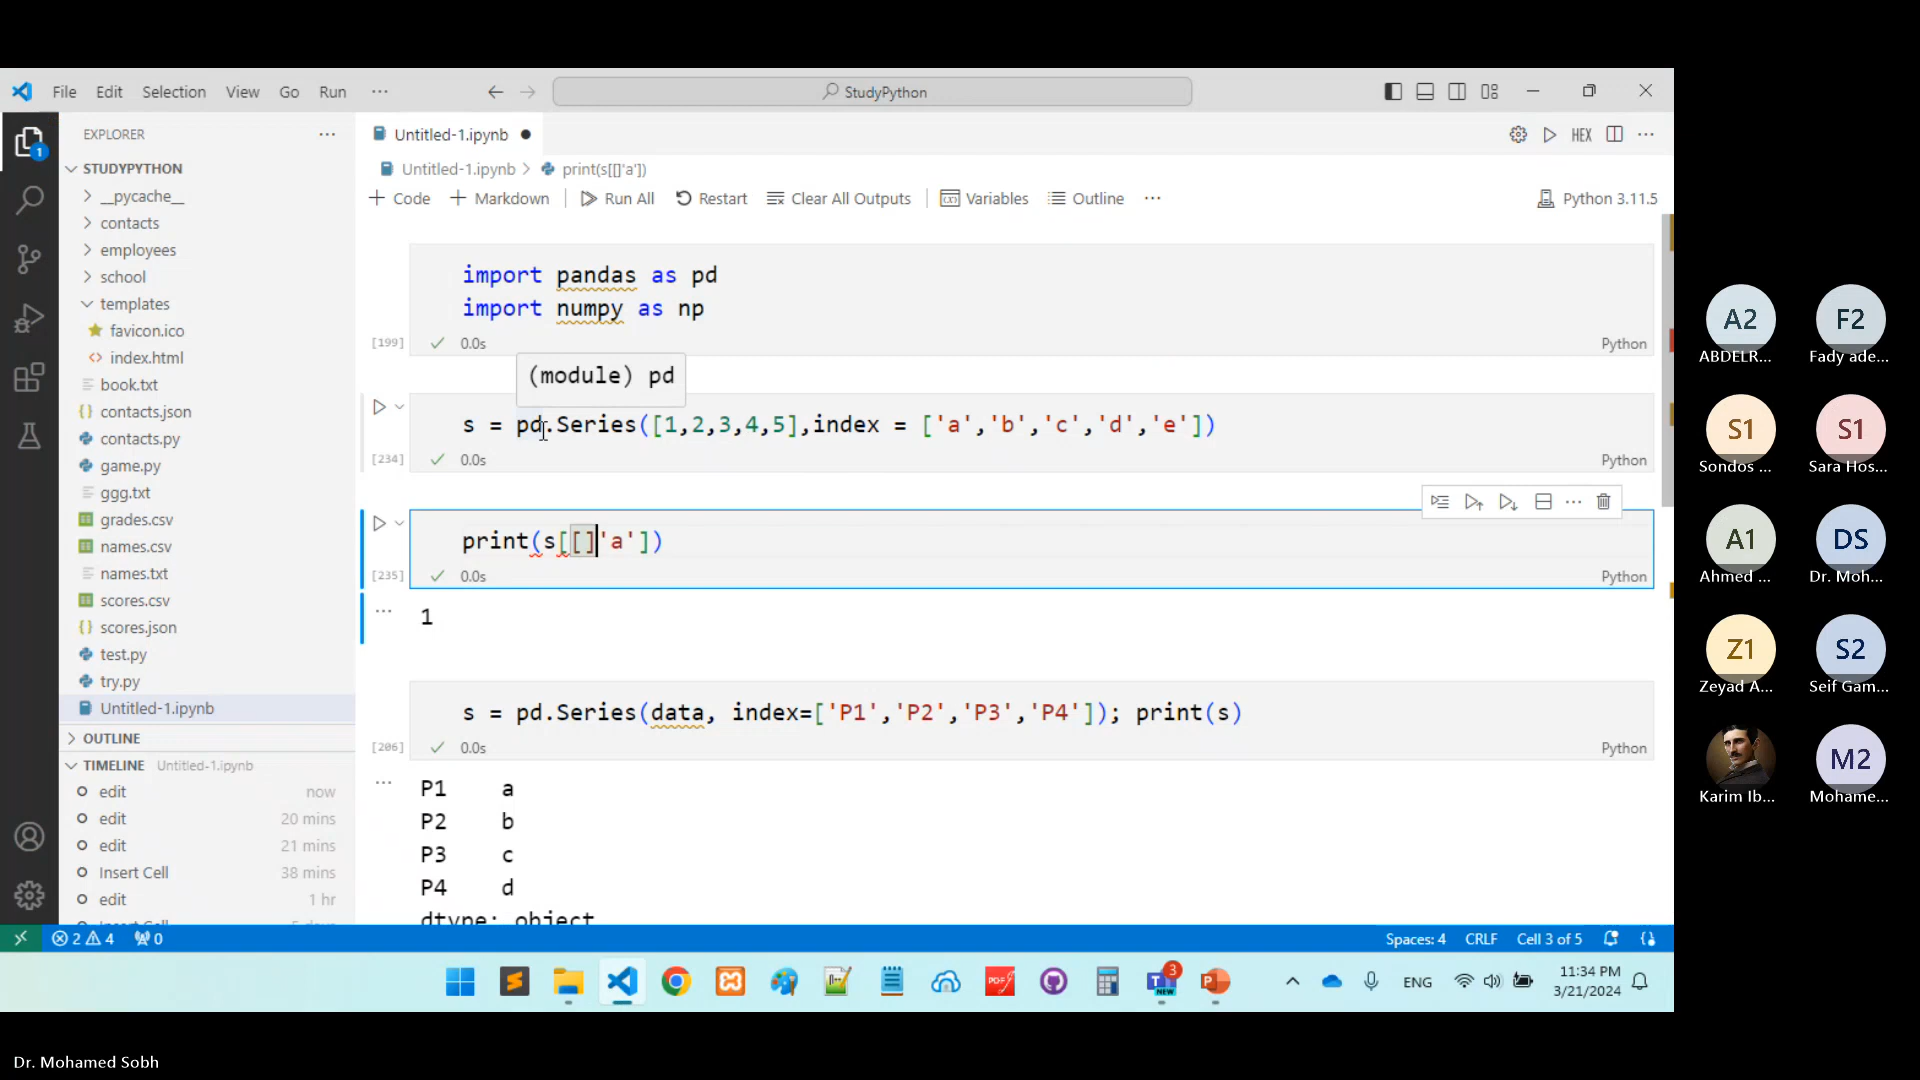 File Edit Selection View Go Run ···
StudyPython
EXPLORER ···
STUDYPYTHON
__pycache__
contacts
employees
school
templates
favicon.ico
<> index.html
book.txt
{} contacts.json
contacts.py
game.py
ggg.txt
grades.csv
names.csv
names.txt
scores.csv
{} scores.json
test.py
try.py
Untitled-1.ipynb
OUTLINE
TIMELINE Untitled-1.ipynb
edit now
edit 20 mins
edit 21 mins
Insert Cell 38 mins
edit 1 hr
Insert Cell 5 days
1
Untitled-1.ipynb ●
HEX ···
Untitled-1.ipynb > print(s[[]'a'])
+ Code + Markdown Run All Restart Clear All Outputs Variables Outline ··· Python 3.11.5
import pandas as pd
import numpy as np
[199] ✓ 0.0s Python
(module) pd
s = pd.Series([1,2,3,4,5],index = ['a','b','c','d','e'])
[234] ✓ 0.0s Python
print(s[[]'a'])
[235] ✓ 0.0s Python
··· 1
s = pd.Series(data, index=['P1','P2','P3','P4']); print(s)
[206] ✓ 0.0s Python
··· P1 a
P2 b
P3 c
P4 d
dtype: object
2 4 0 Spaces: 4 CRLF Cell 3 of 5 {}
PDF T NEW 3 P ENG 11:34 PM
3/21/2024
A2 F2
ABDELR... Fady ade...
S1 S1
Sondos ... Sara Hos...
A1 DS
Ahmed ... Dr. Moh...
Z1 S2
Zeyad A... Seif Gam...
M2
Karim Ib... Mohame...
Dr. Mohamed Sobh